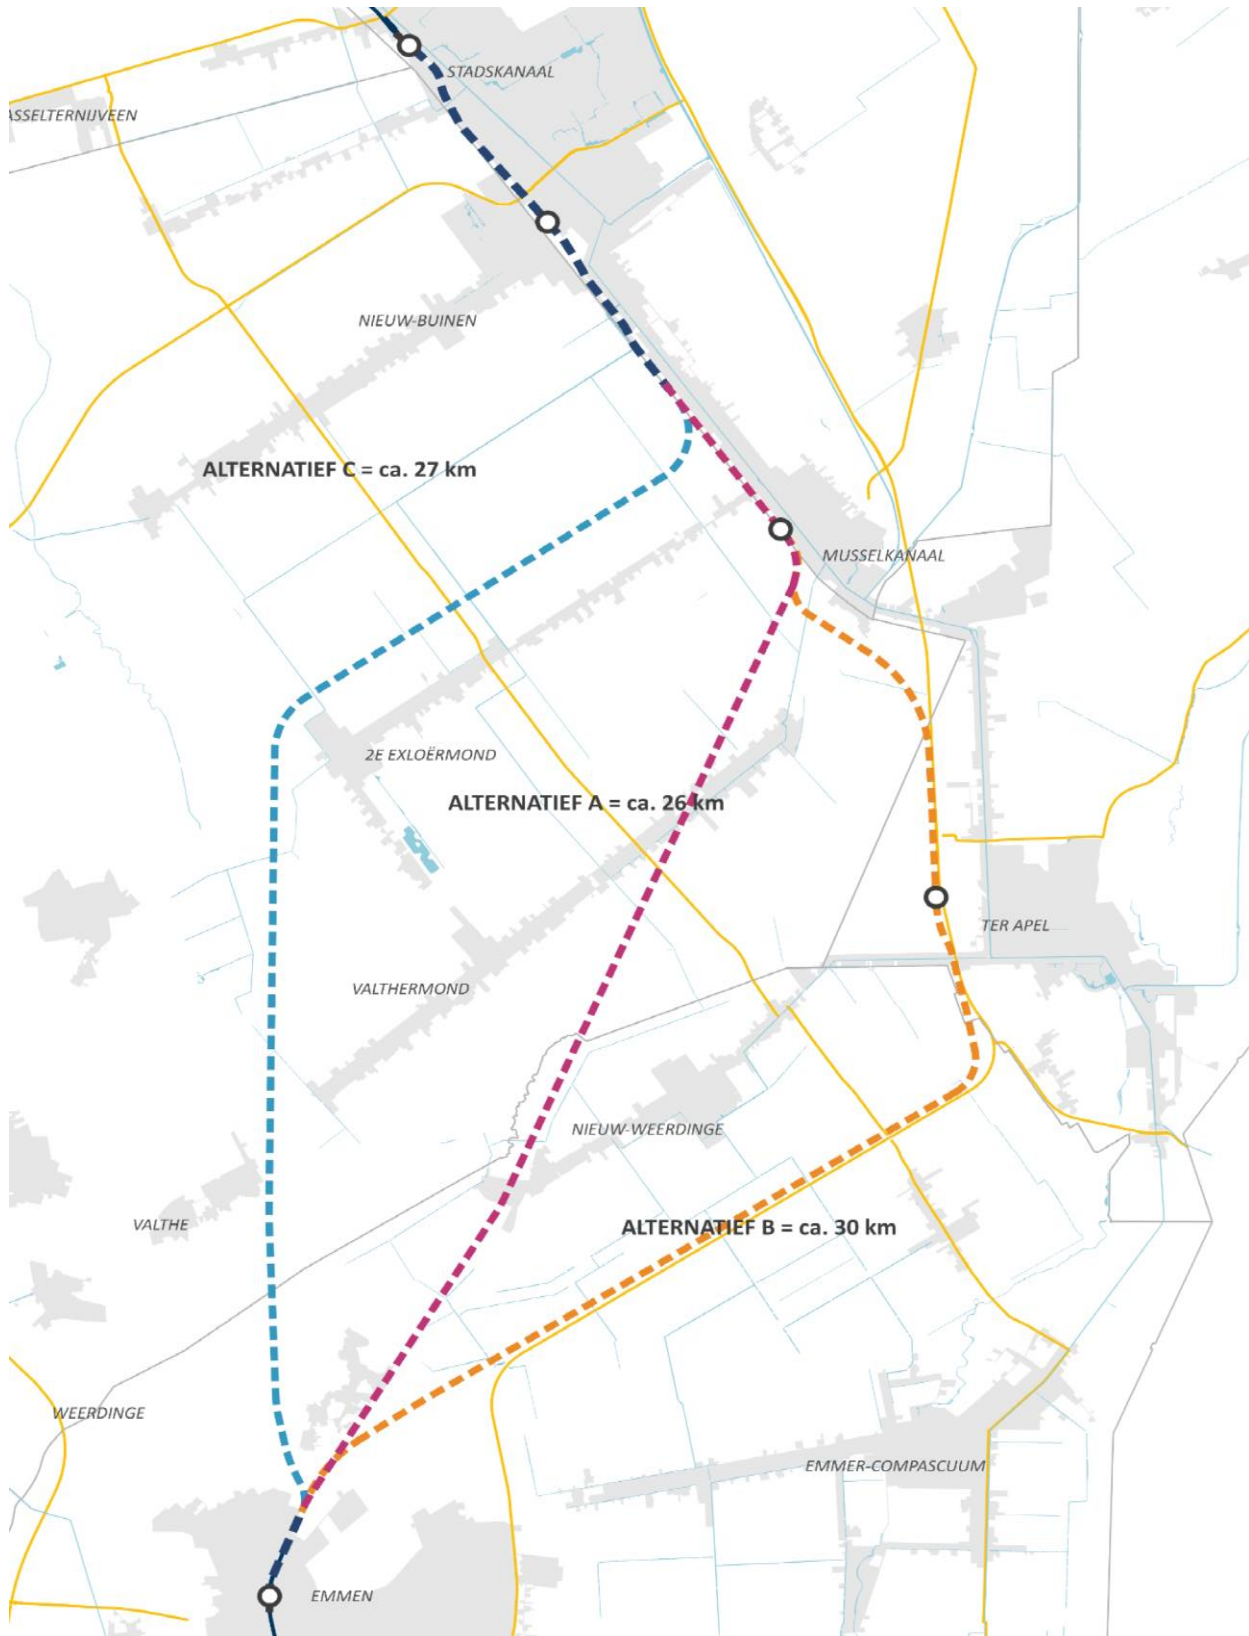 STADSKANAAL
ASSELTERNIJVEEN
NIEUW-BUINEN
ALTERNATIEF C = ca. 27 km
MUSSELKANAAL
2E EXLOËRMOND
ALTERNATIEF A = ca. 26 km
TER APEL
VALTHERMOND
NIEUW-WEERDINGE
VALTHE
ALTERNATIEF B = ca. 30 km
WEERDINGE
EMMER-COMPASCUUM
EMMEN